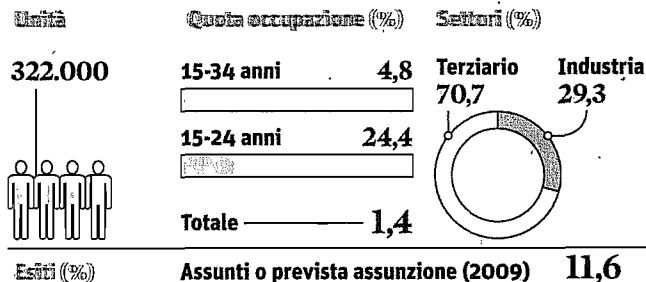 Unità
Quota occupazione (%)
Settori (%)
322.000
15-34 anni 4,8
15-24 anni 24,4
Totale 1,4
Terziario
70,7
Industria
29,3
Esiti (%)
Assunti o prevista assunzione (2009) 11,6